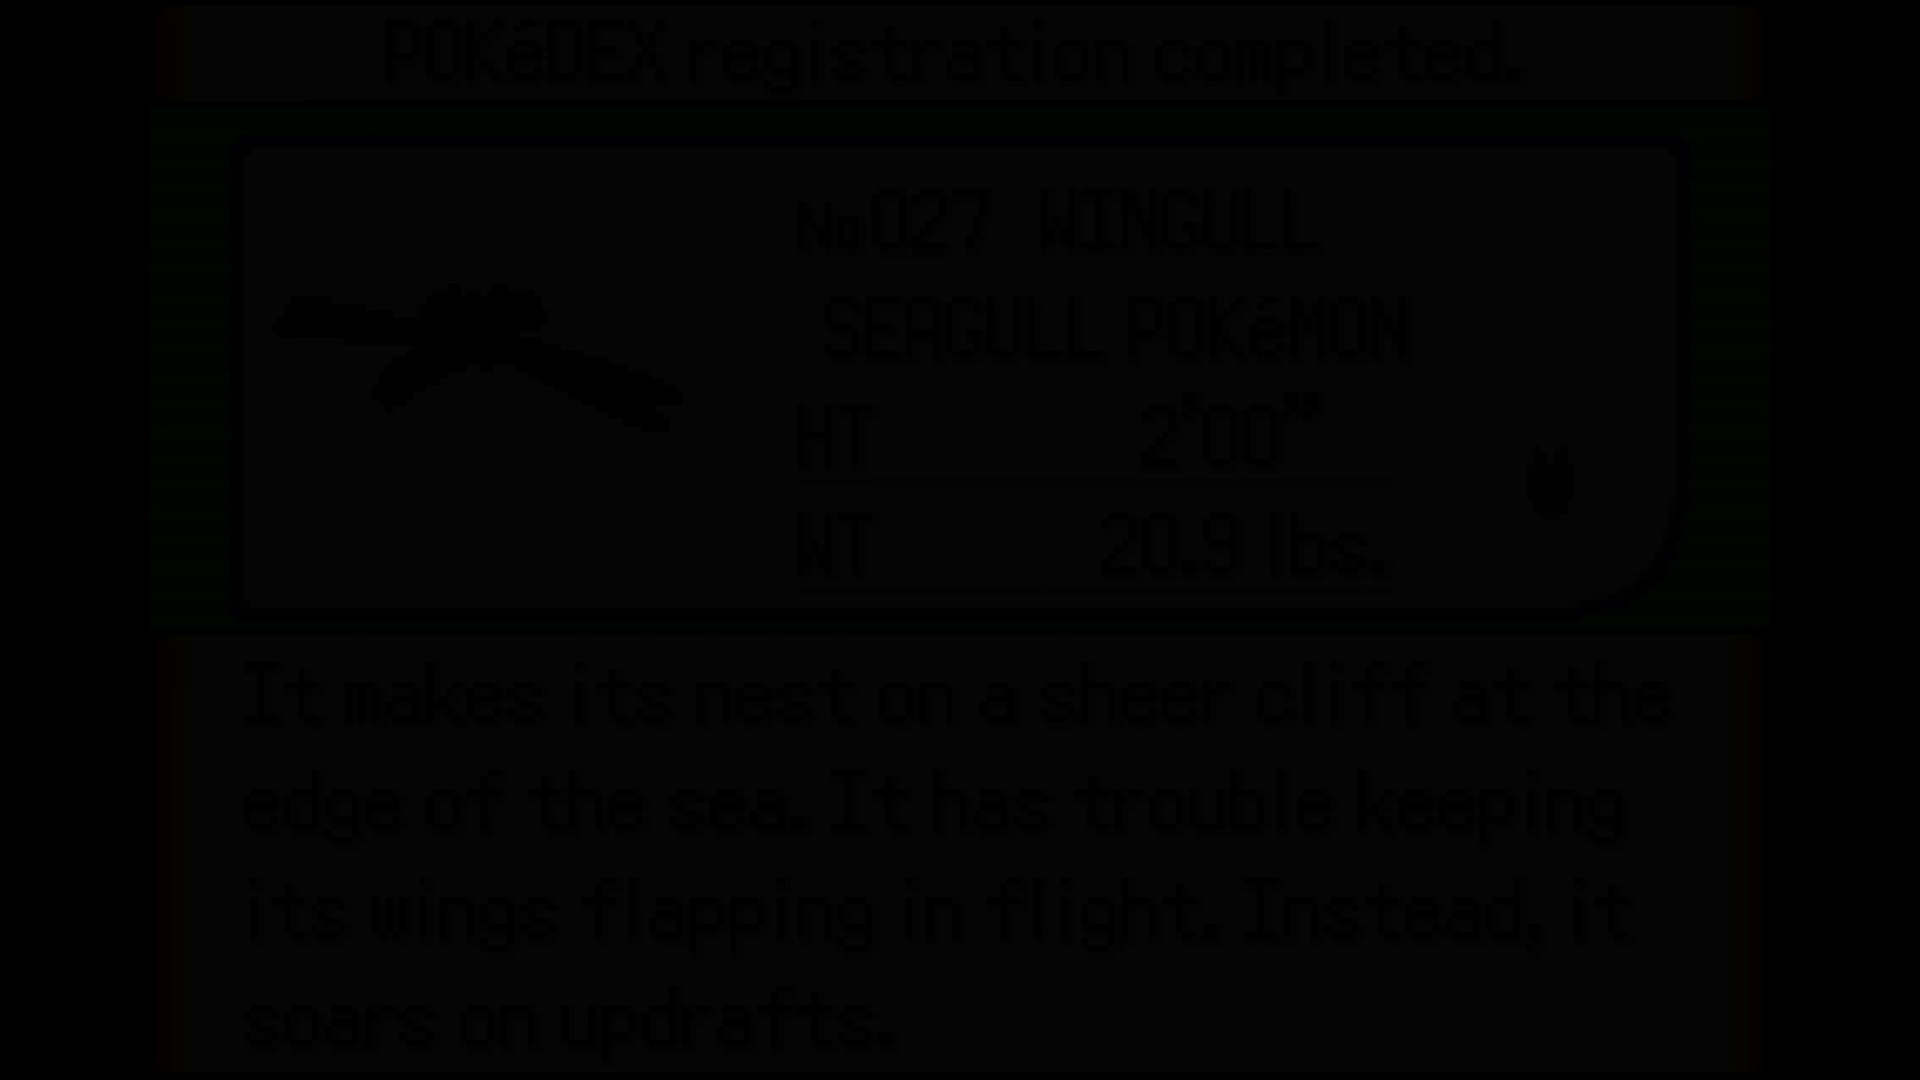 POKéDEX registration completed.
No027 WINGULL
SEAGULL POKéMON
HT 2'00"
WT 20.9 lbs.
It makes its nest on a sheer cliff at the
edge of the sea. It has trouble keeping
its wings flapping in flight. Instead, it
soars on updrafts.